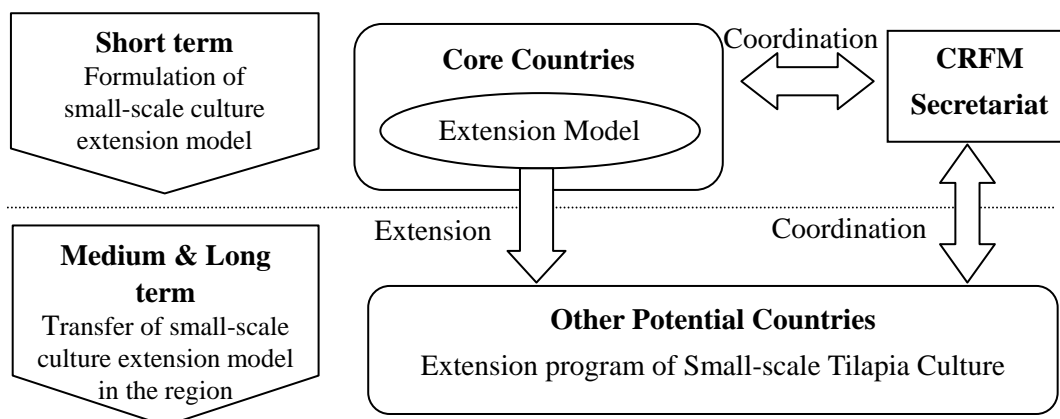 Short term
Formulation of
small-scale culture
extension model
Core Countries
Extension Model
Coordination
CRFM
Secretariat
Extension
Coordination
Medium & Long
term
Transfer of small-scale
culture extension model
in the region
Other Potential Countries
Extension program of Small-scale Tilapia Culture